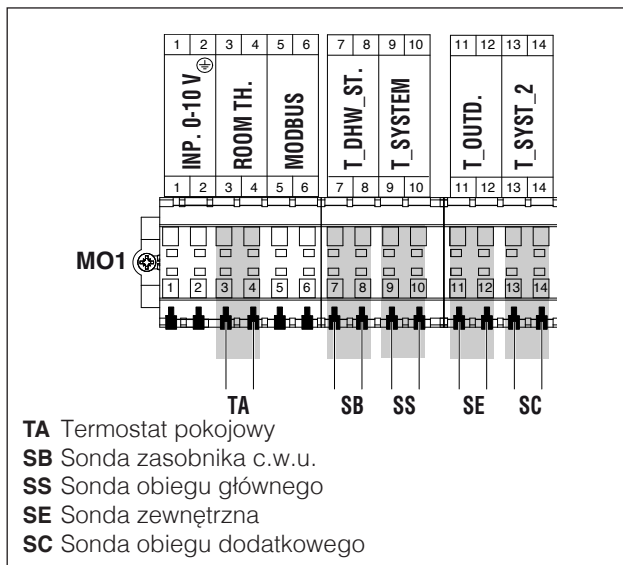 1 2 3 4 5 6 7 8 9 10 11 12 13 14
INP. 0-10 V
ROOM TH.
MODBUS
T_DHW_ST.
T_SYSTEM
T_OUTD.
T_SYST_2
1 2 3 4 5 6 7 8 9 10 11 12 13 14
MO1
1 2 3 4 5 6 7 8 9 10 11 12 13 14
TA SB SS SE SC
TA Termostat pokojowy
SB Sonda zasobnika c.w.u.
SS Sonda obiegu głównego
SE Sonda zewnętrzna
SC Sonda obiegu dodatkowego